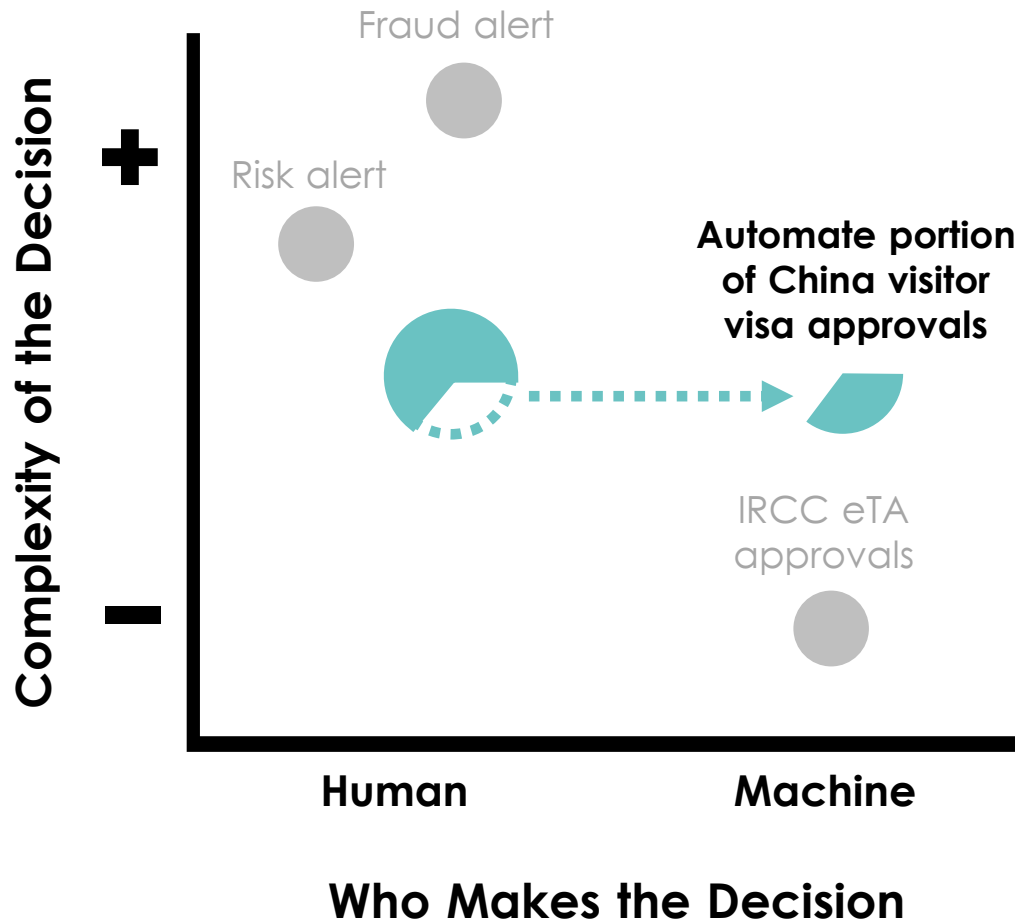 Fraud alert
Complexity of the Decision
+
Risk alert
Automate portion
of China visitor
visa approvals
IRCC eTA
approvals
–
Human
Machine
Who Makes the Decision